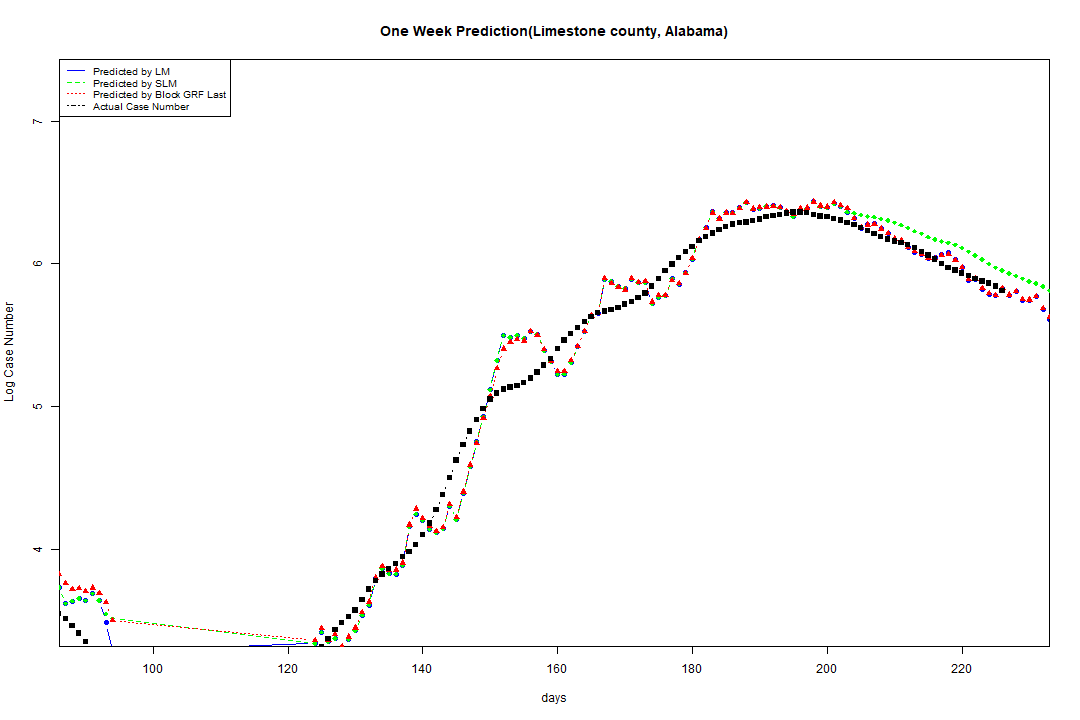 One Week Prediction(Limestone county, Alabama)
Predicted by LM
Predicted by SLM
Predicted by Block GRF Last
Actual Case Number
7
6
5
4
Log Case Number
100 120 140 160 180 200 220
days